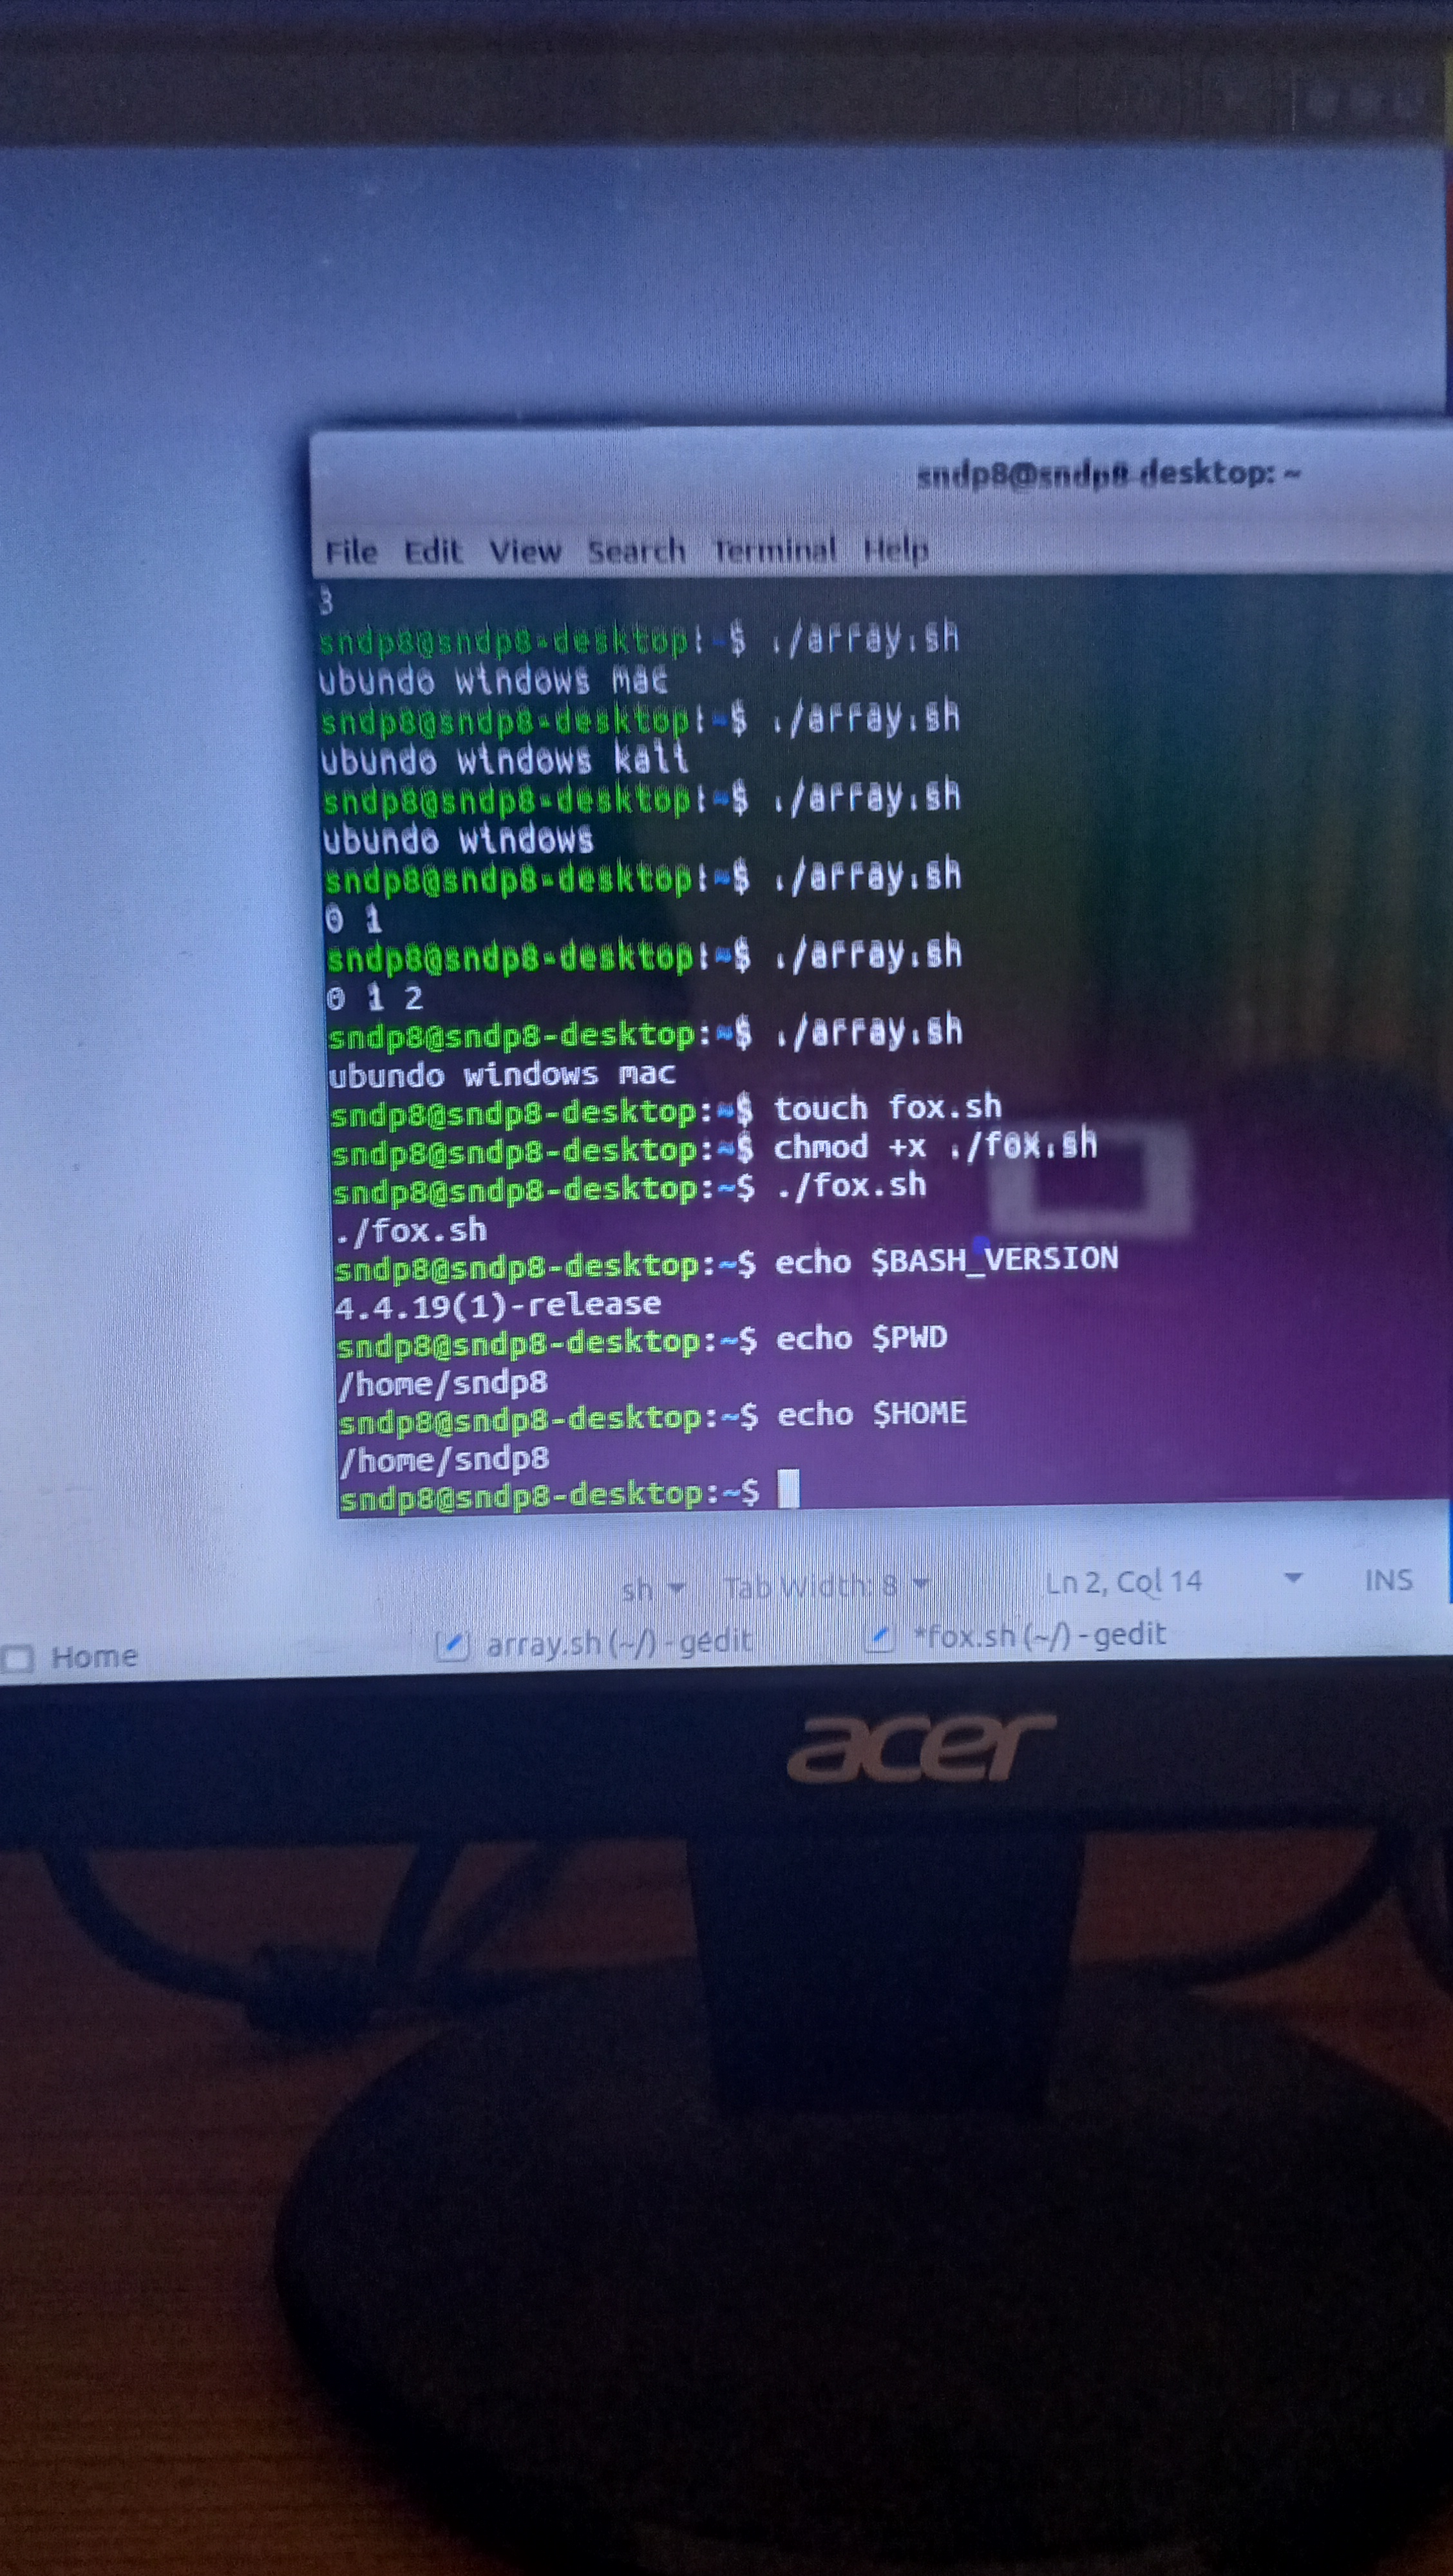 sndp8@sndp8-desktop: ~
File Edit View Search Terminal Help
3
sndp8@sndp8-desktop:~$ ./array.sh
ubundo windows mac
sndp8@sndp8-desktop:~$ ./array.sh
ubundo windows kali
sndp8@sndp8-desktop:~$ ./array.sh
ubundo windows
sndp8@sndp8-desktop:~$ ./array.sh
0 1
sndp8@sndp8-desktop:~$ ./array.sh
0 1 2
sndp8@sndp8-desktop:~$ ./array.sh
ubundo windows mac
sndp8@sndp8-desktop:~$ touch fox.sh
sndp8@sndp8-desktop:~$ chmod +x ./fox.sh
sndp8@sndp8-desktop:~$ ./fox.sh
./fox.sh
sndp8@sndp8-desktop:~$ echo $BASH_VERSION
4.4.19(1)-release
sndp8@sndp8-desktop:~$ echo $PWD
/home/sndp8
sndp8@sndp8-desktop:~$ echo $HOME
/home/sndp8
sndp8@sndp8-desktop:~$
sh Tab Width: 8 Ln 2, Col 14 INS
Home array.sh (~/) - gedit *fox.sh (~/) - gedit
acer